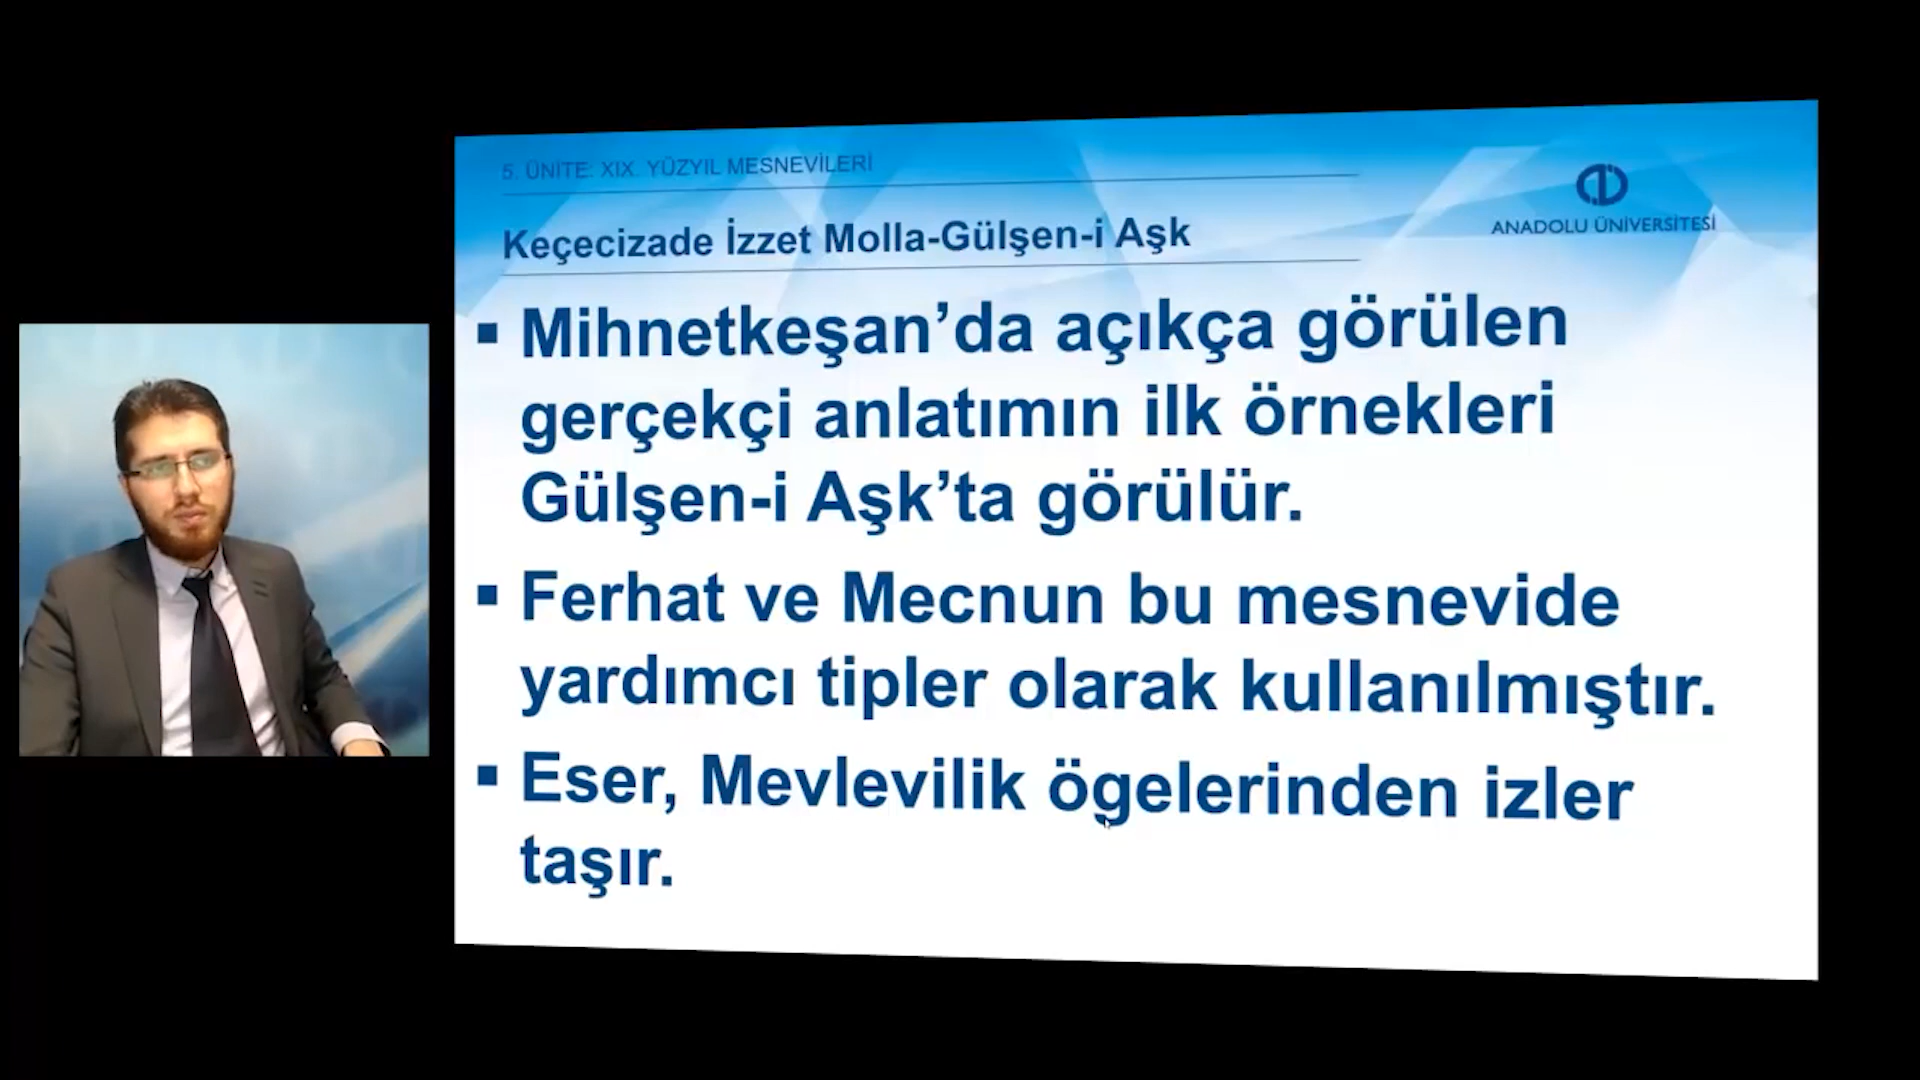 5. ÜNİTE: XIX. YÜZYIL MESNEVİLERİ
ANADOLU ÜNİVERSİTESİ
Keçecizade İzzet Molla-Gülşen-i Aşk
▪ Mihnetkeşan’da açıkça görülen
gerçekçi anlatımın ilk örnekleri
Gülşen-i Aşk’ta görülür.
▪ Ferhat ve Mecnun bu mesnevide
yardımcı tipler olarak kullanılmıştır.
▪ Eser, Mevlevilik ögelerinden izler
taşır.